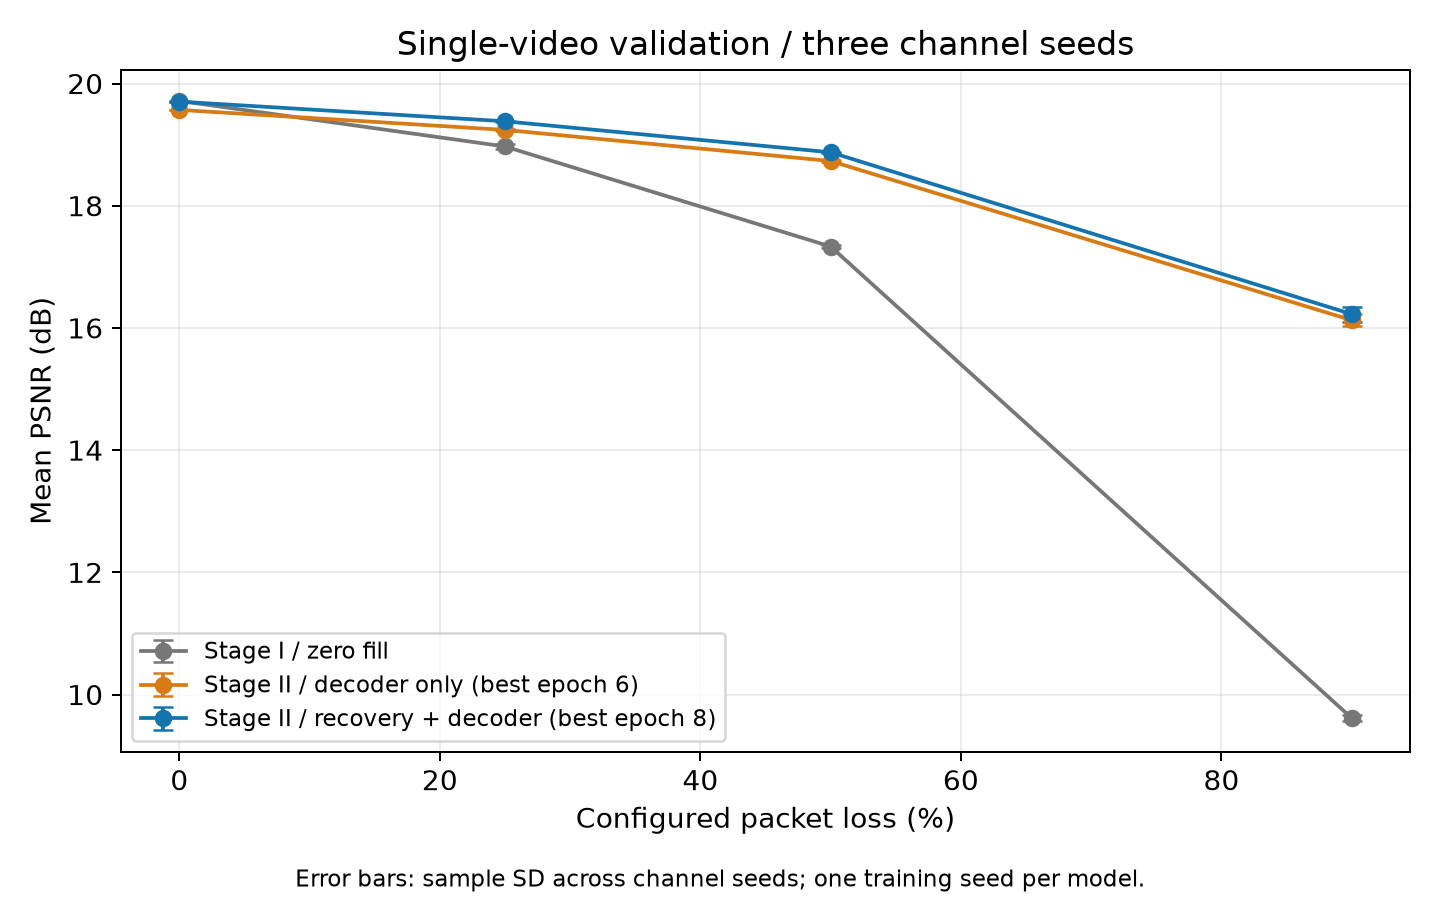 Single-video validation / three channel seeds
20
18
16
14
12
10
Mean PSNR (dB)
Stage I / zero fill
Stage II / decoder only (best epoch 6)
Stage II / recovery + decoder (best epoch 8)
0 20 40 60 80
Configured packet loss (%)
Error bars: sample SD across channel seeds; one training seed per model.